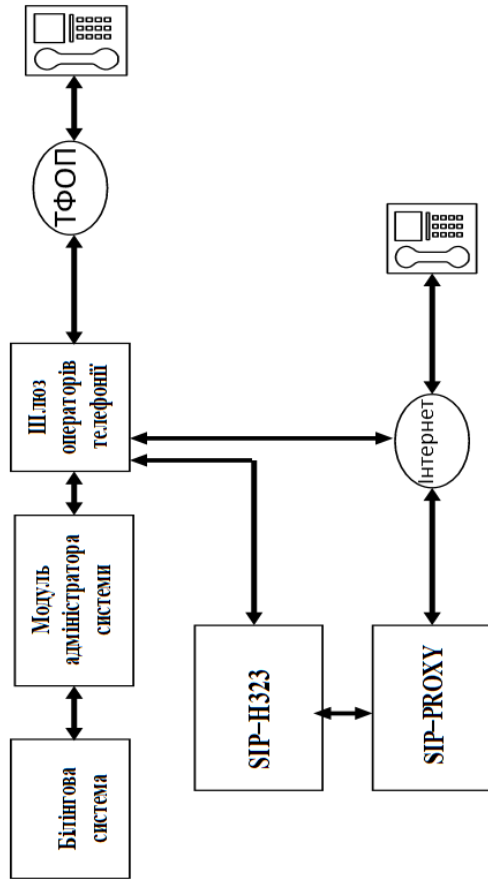 Білінгова
система
Модуль
адміністратора
системи
Шлюз
операторів
телефонії
ТФОП
SIP-H323
SIP-PROXY
Інтернет